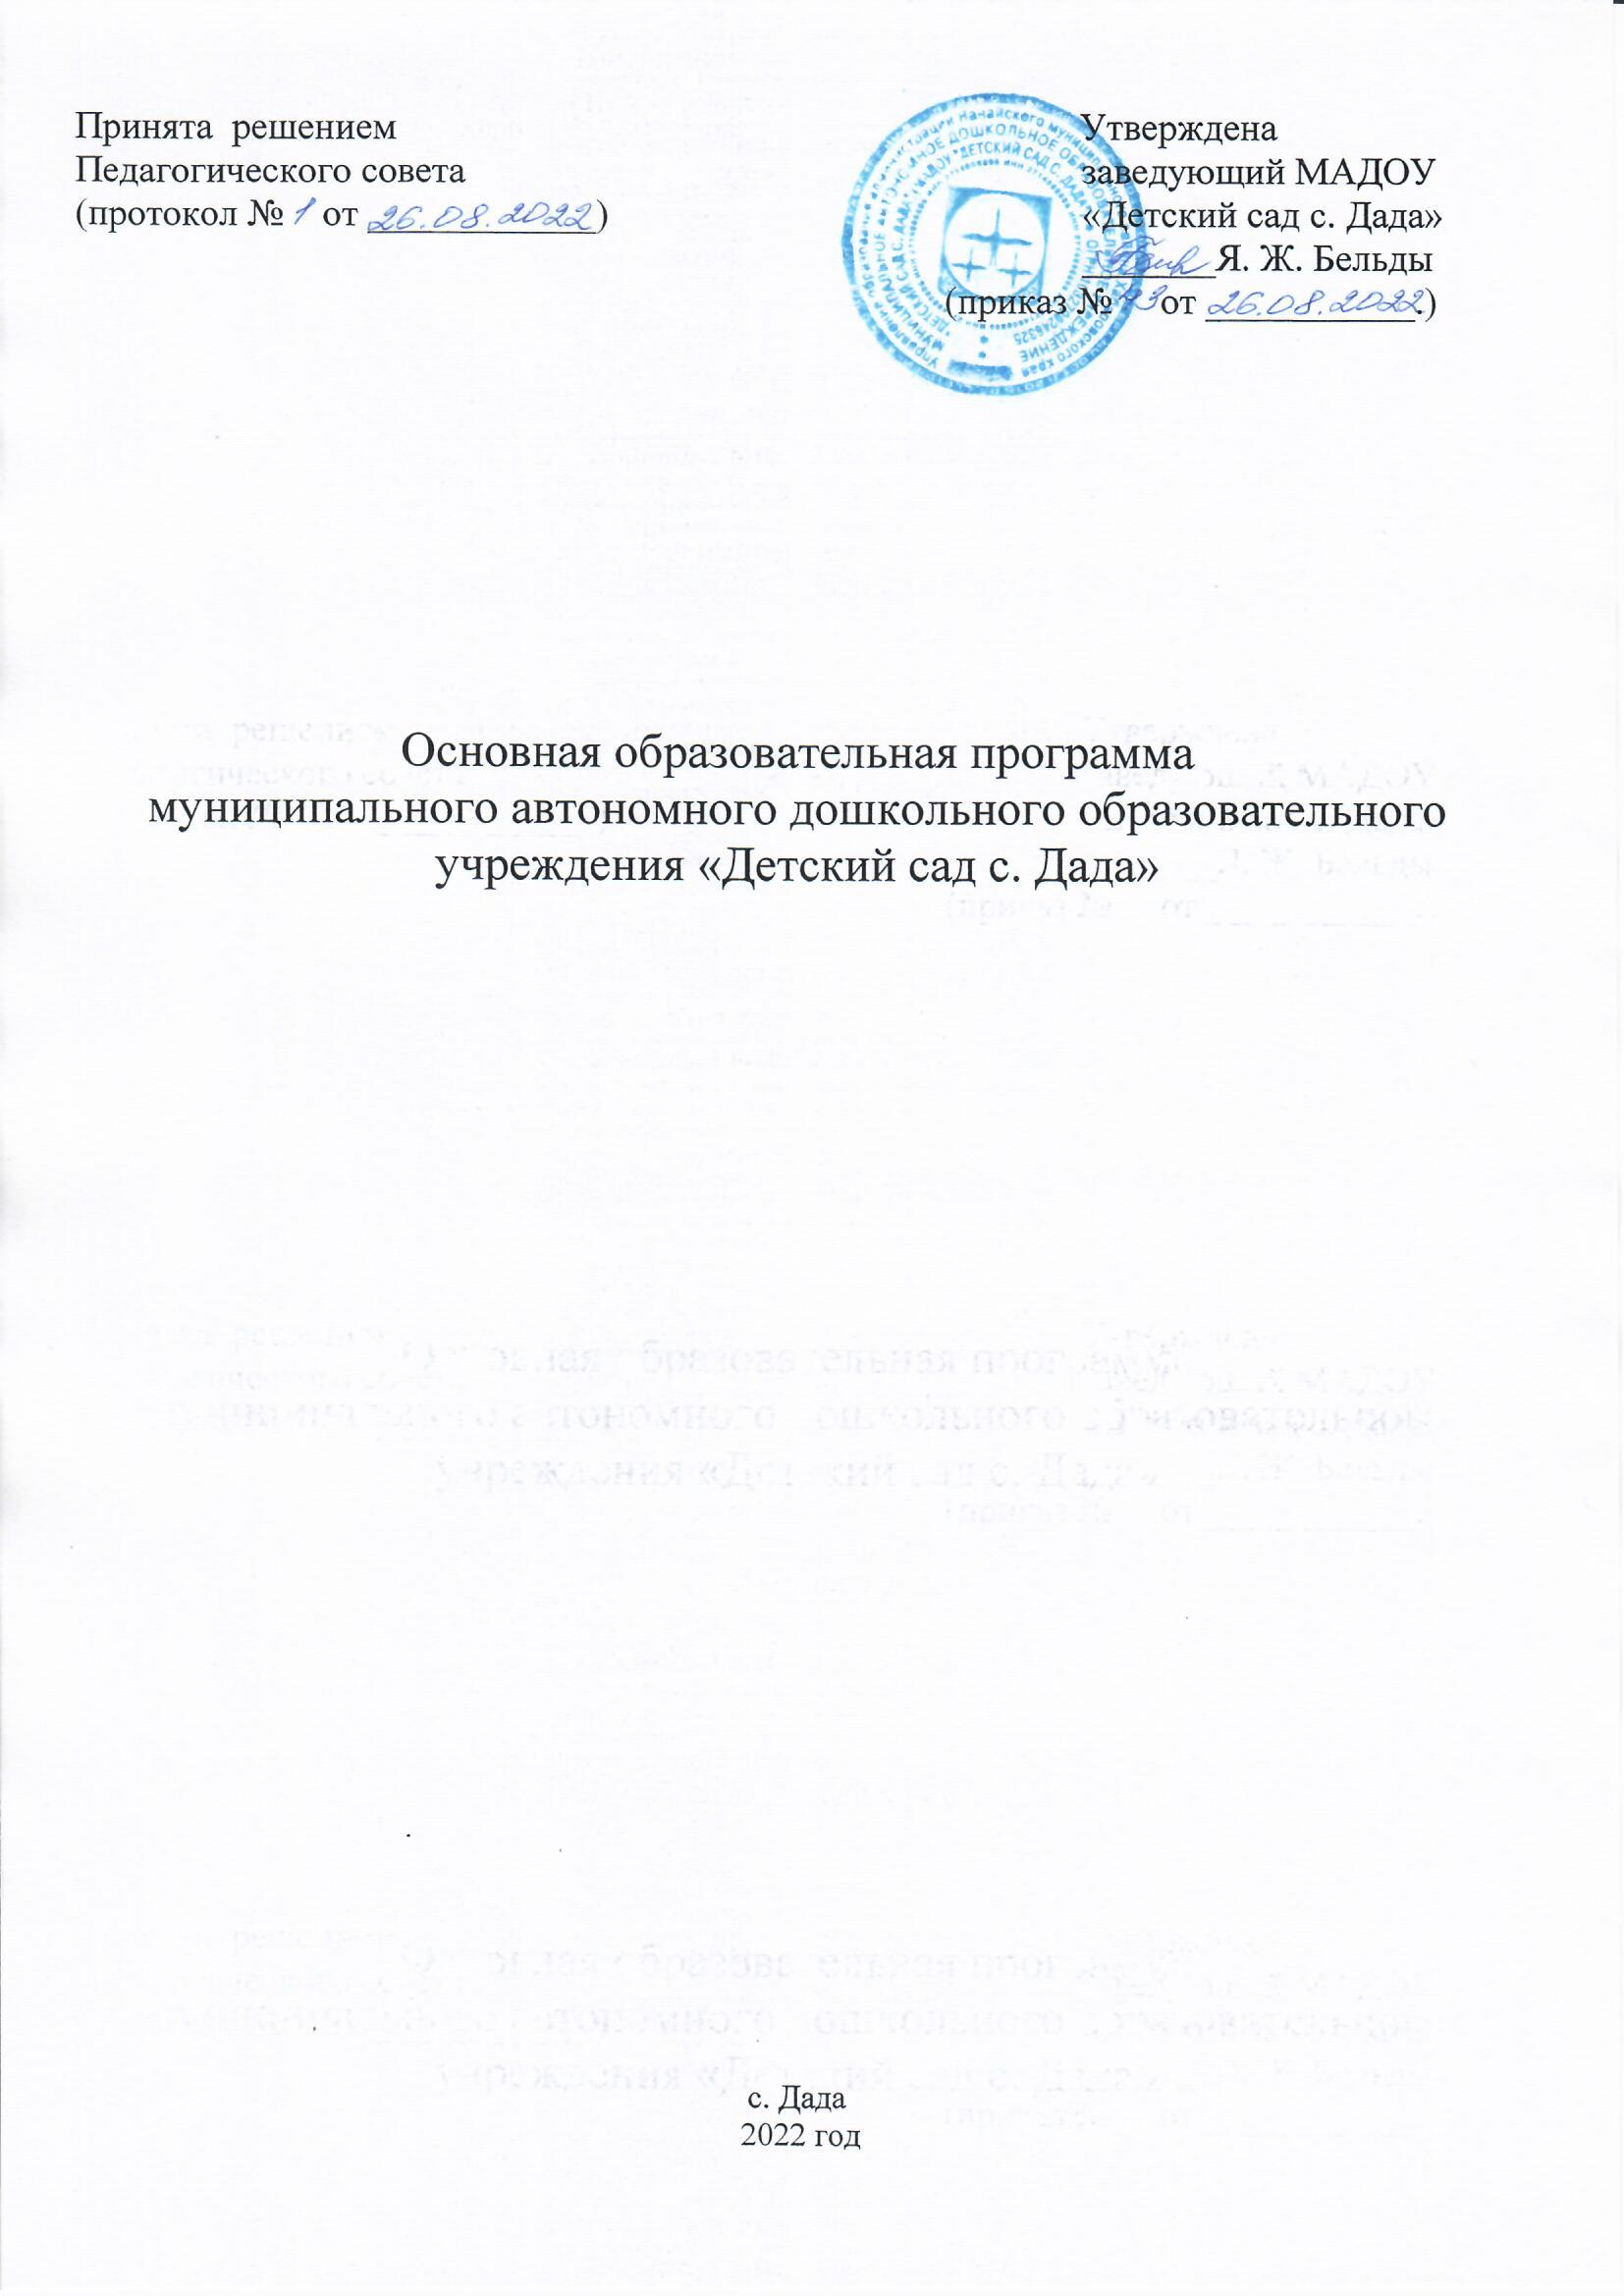 Принята решением
Педагогического совета
(протокол № 1 от 26.08.2022)
Утверждена
заведующий МАДОУ
«Детский сад с. Дада»
Я. Ж. Бельды
(приказ № от 26.08.2022.)
Основная образовательная программа
муниципального автономного дошкольного образовательного
учреждения «Детский сад с. Дада»
с. Дада
2022 год